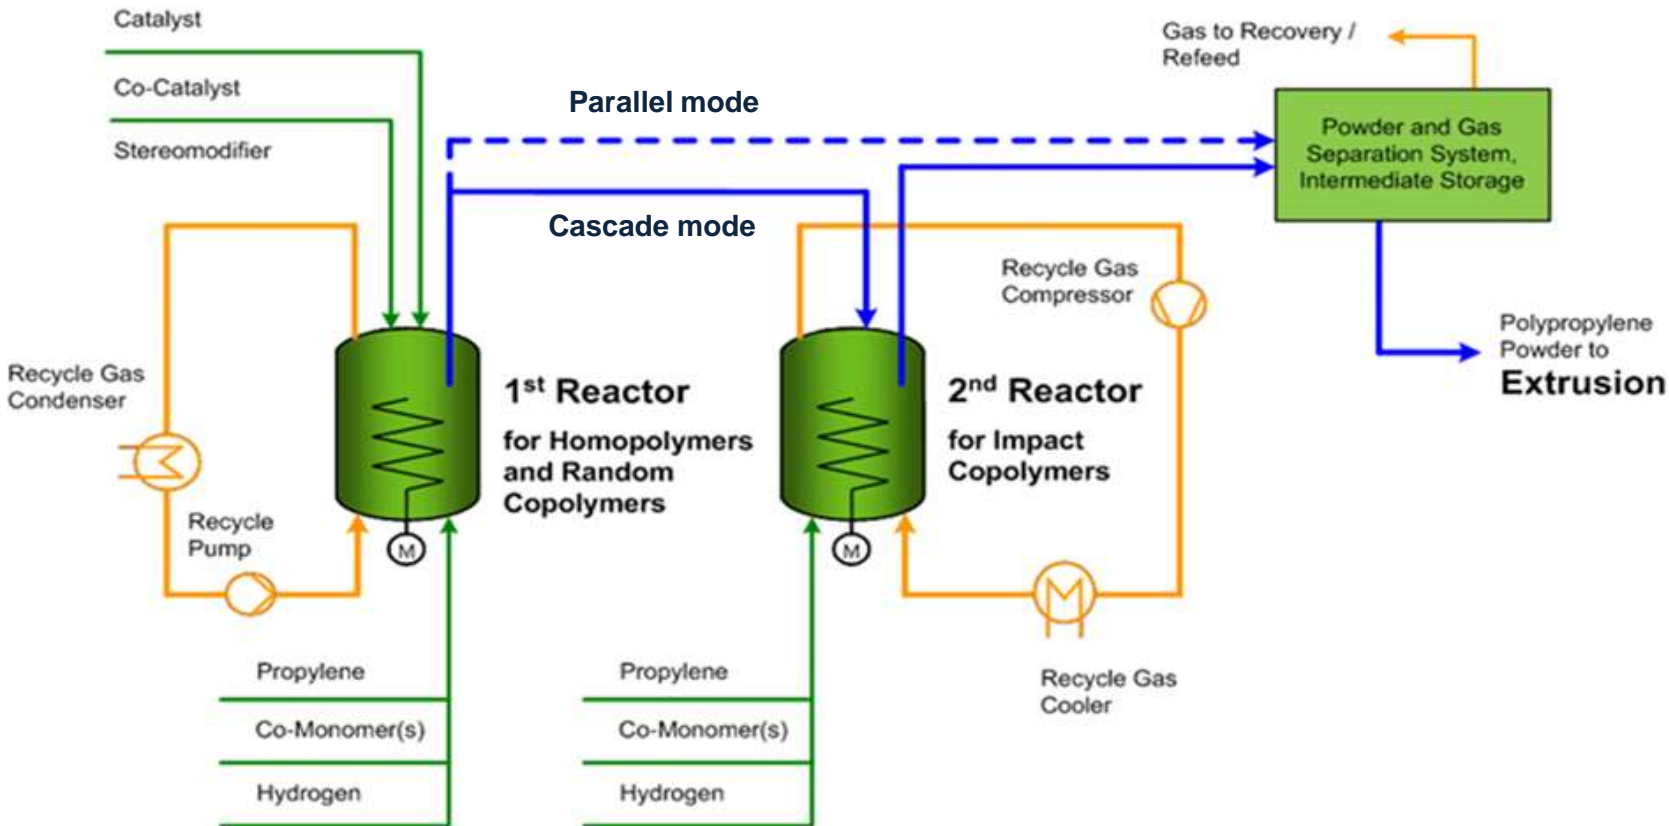 Catalyst
Co-Catalyst
Stereomodifier
Parallel mode
Cascade mode
Gas to Recovery /
Refeed
Powder and Gas
Separation System,
Intermediate Storage
Recycle Gas
Compressor
Polypropylene
Powder to
Extrusion
Recycle Gas
Condenser
1st Reactor
for Homopolymers
and Random
Copolymers
2nd Reactor
for Impact
Copolymers
Recycle
Pump
M
M
Propylene
Co-Monomer(s)
Hydrogen
Propylene
Co-Monomer(s)
Hydrogen
Recycle Gas
Cooler